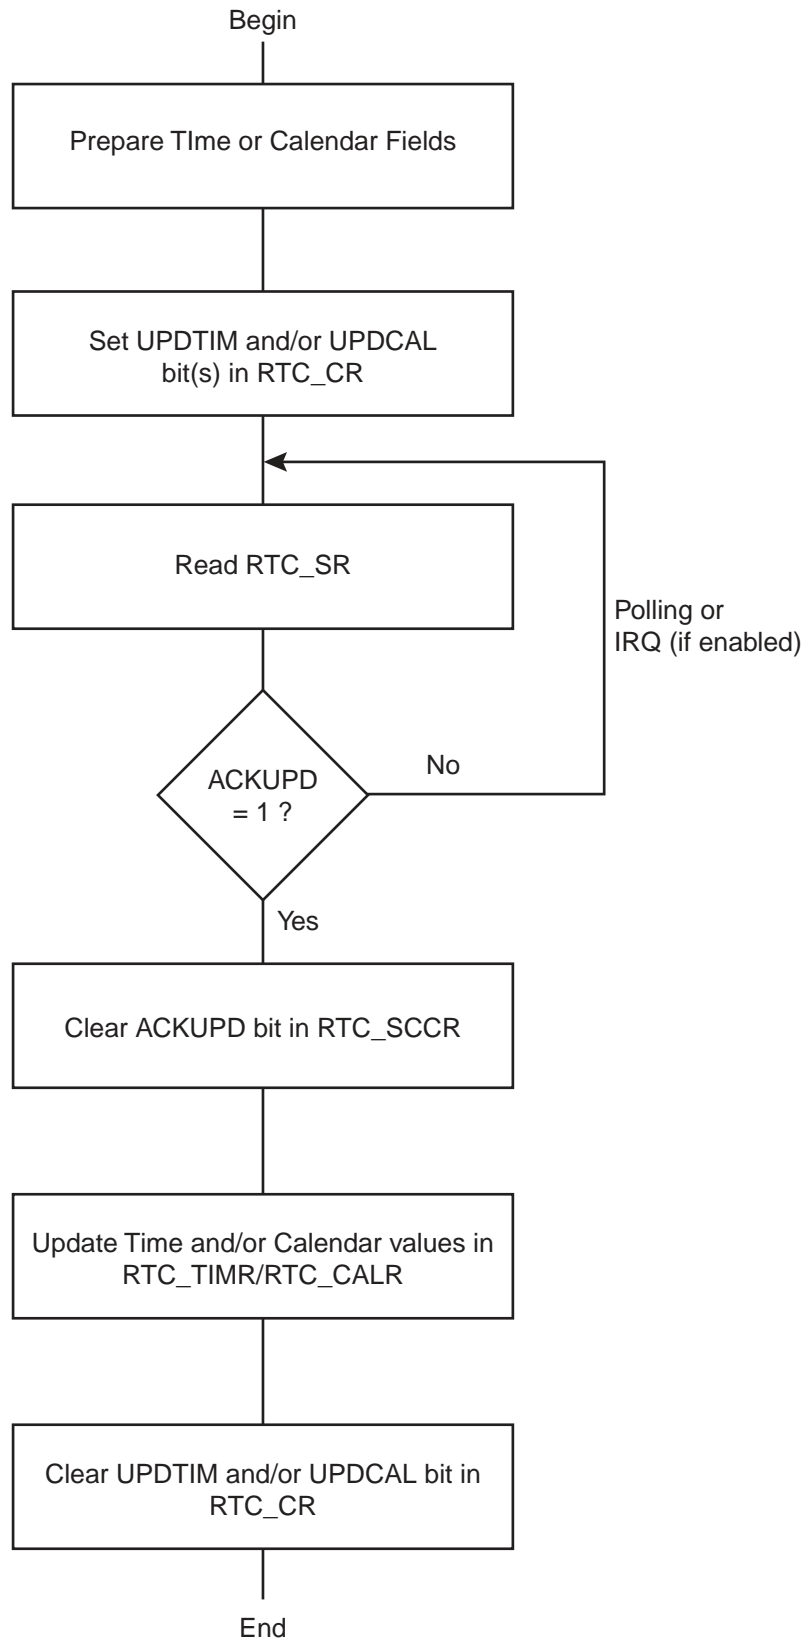 Begin
Prepare TIme or Calendar Fields
Set UPDTIM and/or UPDCAL
bit(s) in RTC_CR
Read RTC_SR
Polling or
IRQ (if enabled)
ACKUPD
= 1 ?
No
Yes
Clear ACKUPD bit in RTC_SCCR
Update Time and/or Calendar values in
RTC_TIMR/RTC_CALR
Clear UPDTIM and/or UPDCAL bit in
RTC_CR
End